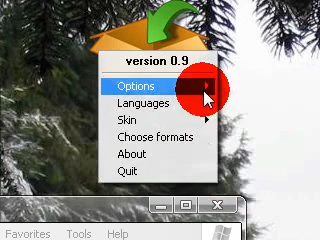 version 0.9
Options
Languages
Skin
Choose formats
About
Quit
Favorites Tools Help